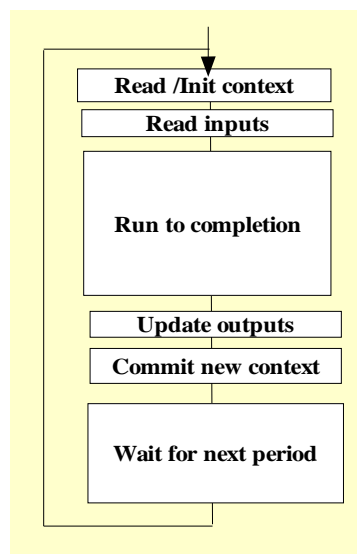 Read /Init context
Read inputs
Run to completion
Update outputs
Commit new context
Wait for next period